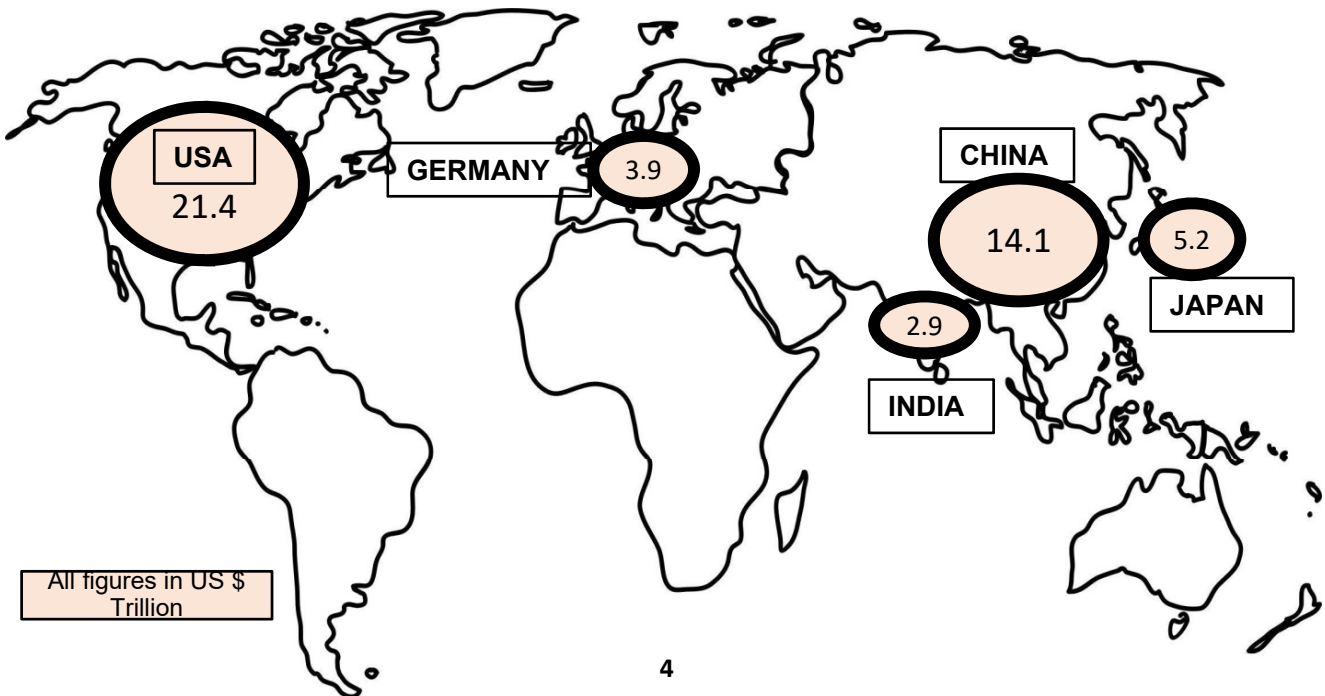 USA
21.4
GERMANY
3.9
CHINA
14.1
5.2
JAPAN
2.9
INDIA
All figures in US $
Trillion
4